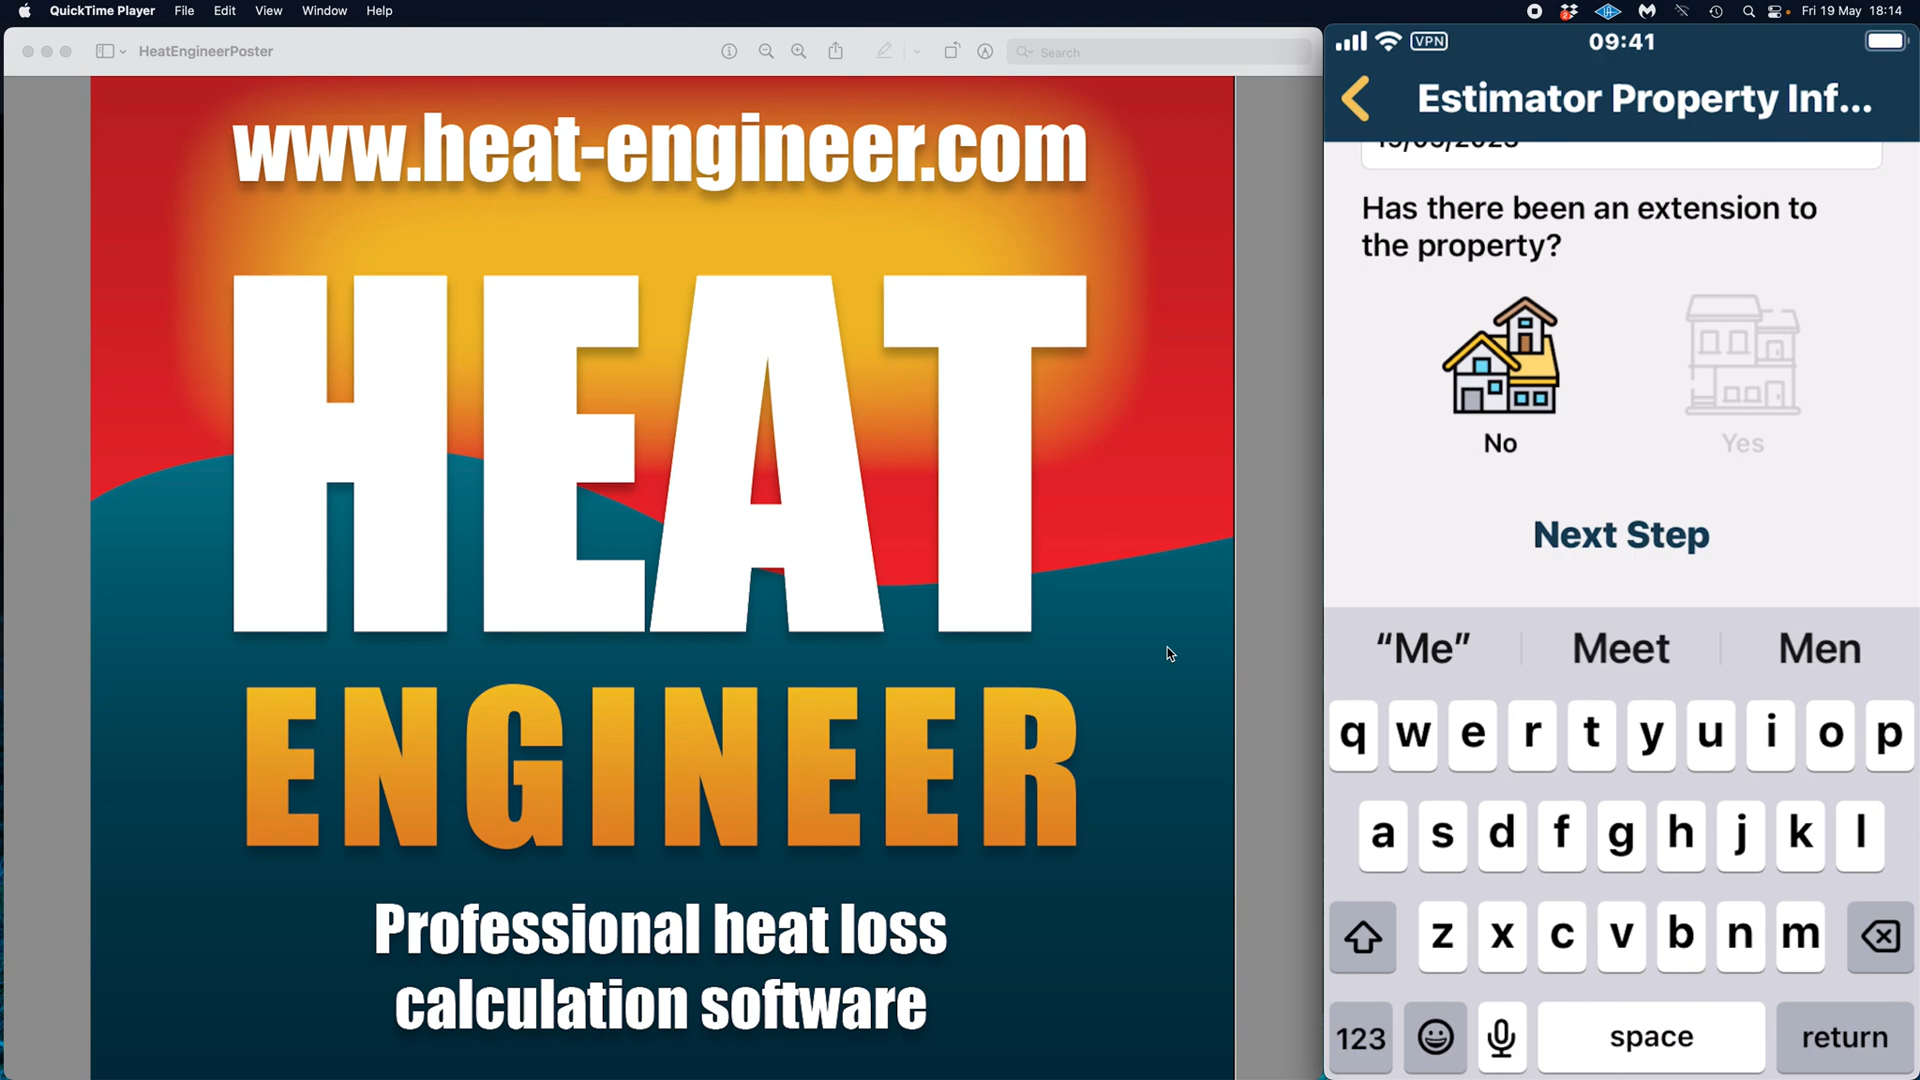 QuickTime Player File Edit View Window Help
2
Fri 19 May 18:14
HeatEngineerPoster
Search
www.heat-engineer.com
HEAT
ENGINEER
Professional heat loss
calculation software
VPN
09:41
Estimator Property Inf...
Has there been an extension to
the property?
No
Yes
Next Step
“Me” Meet Men
q w e r t y u i o p
a s d f g h j k l
z x c v b n m
123 space return